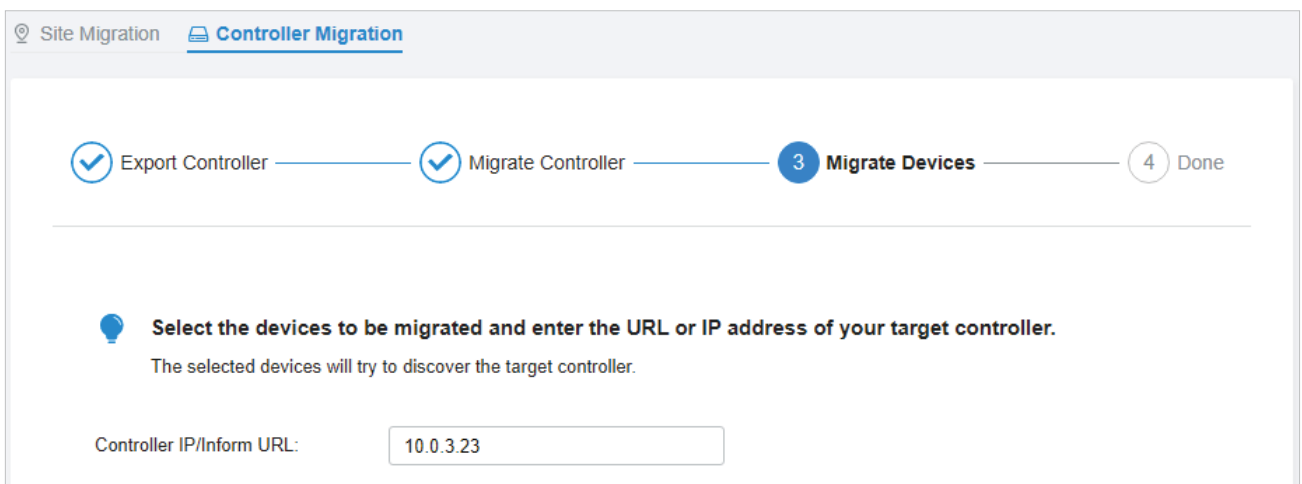 Site Migration Controller Migration
Export Controller Migrate Controller 3 Migrate Devices 4 Done
Select the devices to be migrated and enter the URL or IP address of your target controller.
The selected devices will try to discover the target controller.
Controller IP/Inform URL: 10.0.3.23